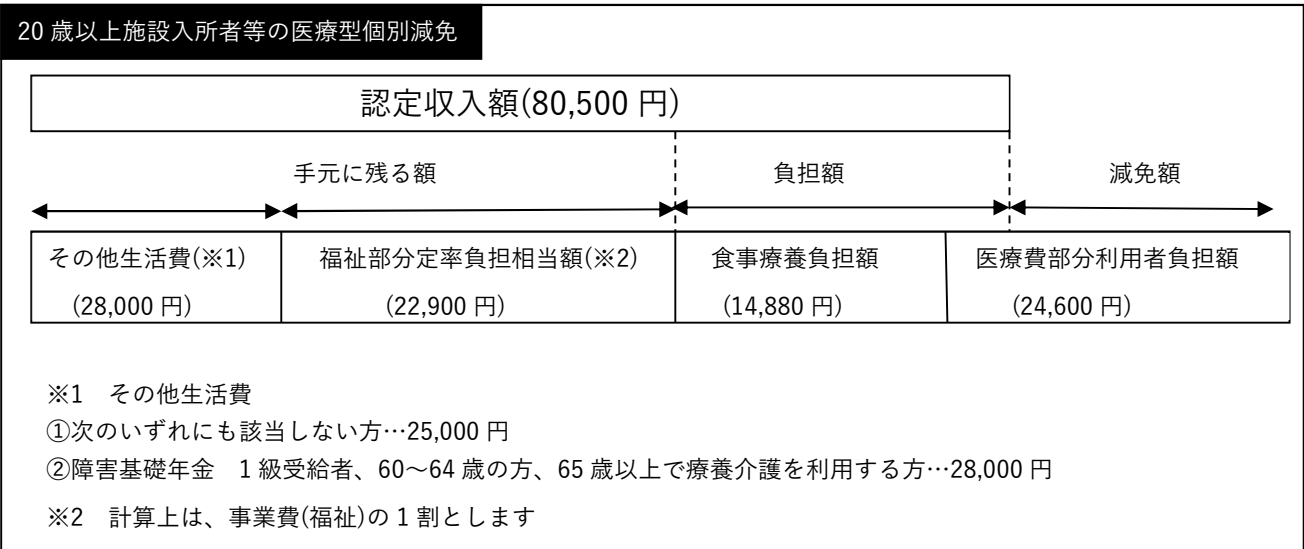 20 歳以上施設入所者等の医療型個別減免
認定収入額(80,500 円)
手元に残る額 負担額 減免額
その他生活費(※1) 福祉部分定率負担相当額(※2) 食事療養負担額 医療費部分利用者負担額
(28,000 円) (22,900 円) (14,880 円) (24,600 円)
※1 その他生活費
①次のいずれにも該当しない方…25,000 円
②障害基礎年金 1 級受給者、60～64 歳の方、65 歳以上で療養介護を利用する方…28,000 円
※2 計算上は、事業費(福祉)の 1 割とします